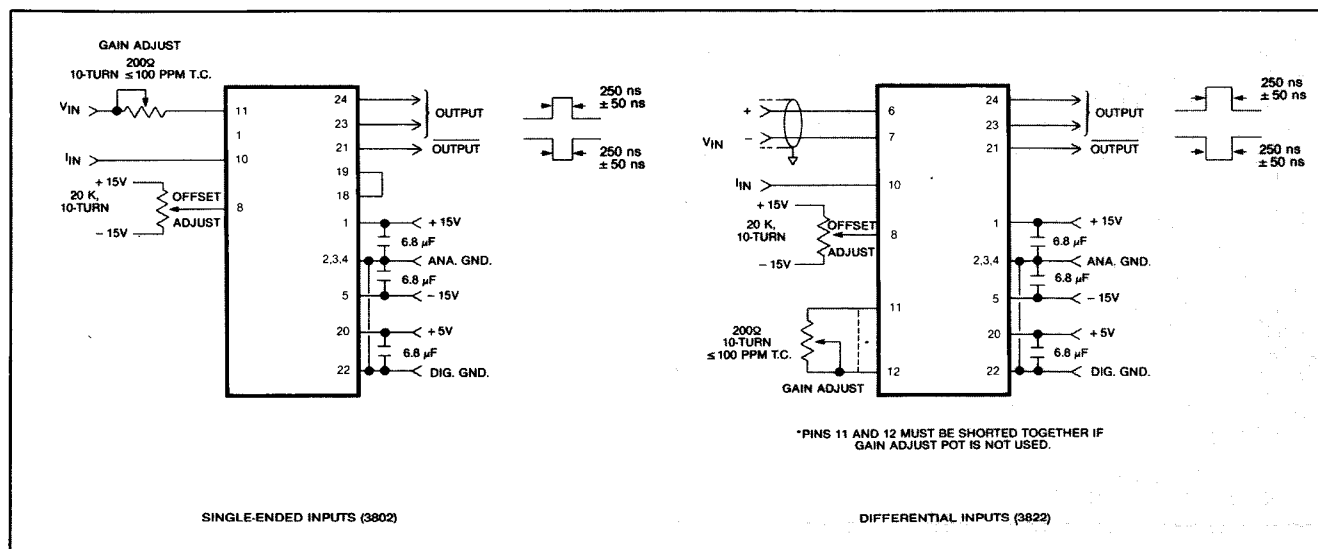 GAIN ADJUST
200Ω
10-TURN ≤100 PPM T.C.
VIN
IIN
+ 15V
20 K,
10-TURN
OFFSET
ADJUST
− 15V
11
1
10
8
24
23
21
19
18
1
2,3,4
5
20
22
OUTPUT
OUTPUT
250 ns
± 50 ns
250 ns
± 50 ns
+ 15V
6.8 µF
ANA. GND.
6.8 µF
− 15V
+ 5V
6.8 µF
DIG. GND.
SINGLE-ENDED INPUTS (3802)
+
−
VIN
IIN
+ 15V
20 K,
10-TURN
OFFSET
ADJUST
− 15V
200Ω
10-TURN
≤100 PPM T.C.
GAIN ADJUST
6
7
10
8
11
12
24
23
21
1
2,3,4
5
20
22
OUTPUT
OUTPUT
250 ns
± 50 ns
250 ns
± 50 ns
+ 15V
6.8 µF
ANA. GND.
6.8 µF
− 15V
+ 5V
6.8 µF
DIG. GND.
*PINS 11 AND 12 MUST BE SHORTED TOGETHER IF
GAIN ADJUST POT IS NOT USED.
DIFFERENTIAL INPUTS (3822)